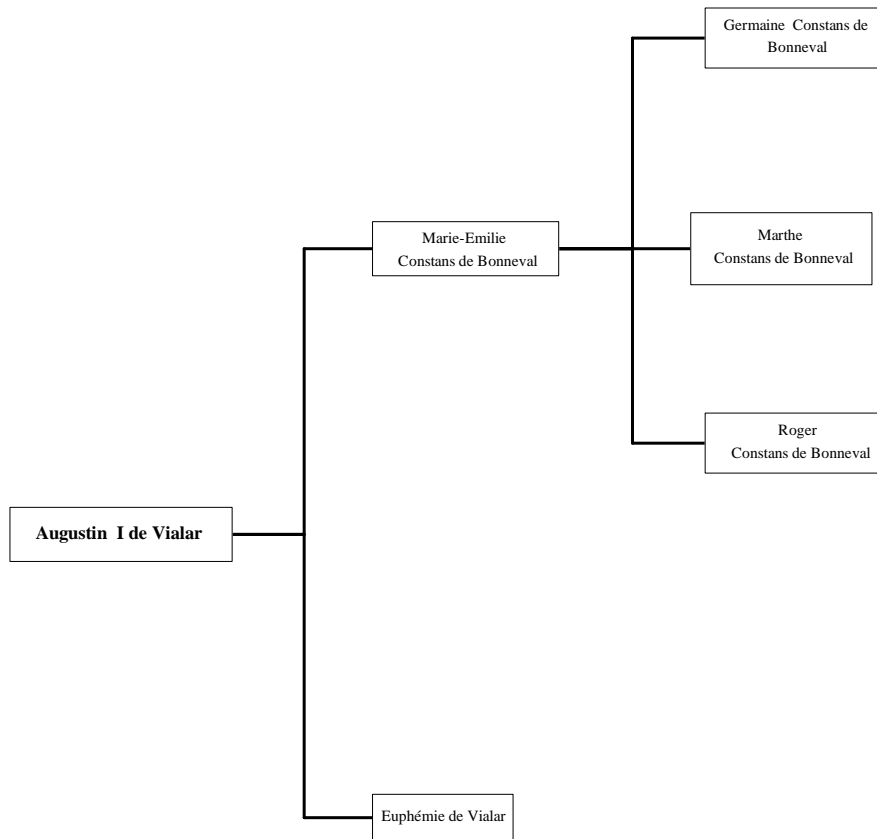 Germaine Constans de
Bonneval
Marie-Emilie
Constans de Bonneval
Marthe
Constans de Bonneval
Roger
Constans de Bonneval
Augustin I de Vialar
Euphémie de Vialar